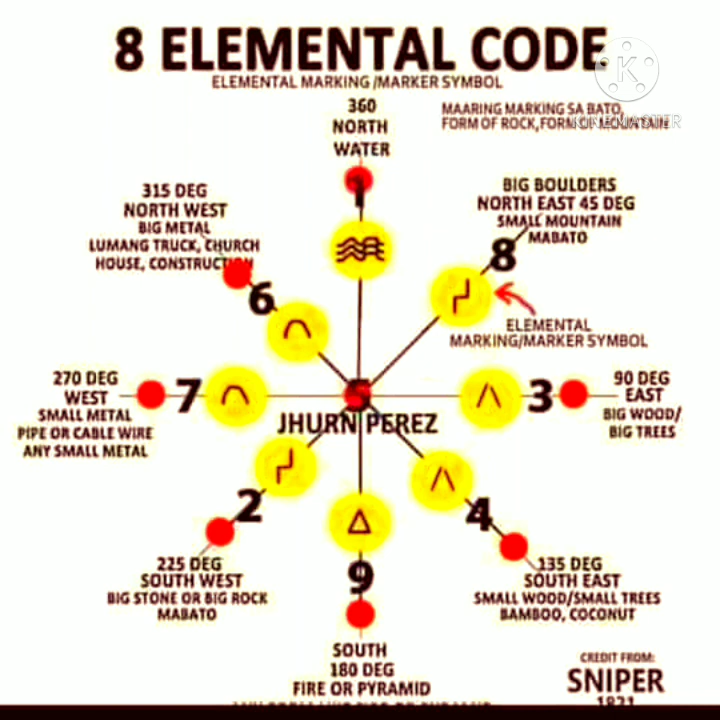 8 ELEMENTAL CODE
ELEMENTAL MARKING /MARKER SYMBOL
K
KINEMASTER
MAARING MARKING SA BATO,
FORM OF ROCK,FORM OF MOUNTAIN
360
NORTH
WATER
1
315 DEG
NORTH WEST
BIG METAL
LUMANG TRUCK, CHURCH
HOUSE, CONSTRUCTION
6
BIG BOULDERS
NORTH EAST 45 DEG
SMALL MOUNTAIN
MABATO
8
ELEMENTAL
MARKING/MARKER SYMBOL
270 DEG
WEST
SMALL METAL
PIPE OR CABLE WIRE
ANY SMALL METAL
7
5
JHURN PEREZ
3
90 DEG
EAST
BIG WOOD/
BIG TREES
2
225 DEG
SOUTH WEST
BIG STONE OR BIG ROCK
MABATO
9
SOUTH
180 DEG
FIRE OR PYRAMID
4
135 DEG
SOUTH EAST
SMALL WOOD/SMALL TREES
BAMBOO, COCONUT
CREDIT FROM:
SNIPER
1821